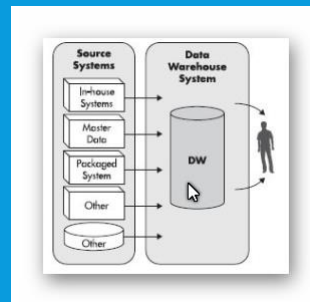 Source
Systems
Data
Warehouse
System
In-house
Systems
Master
Data
Packaged
System
Other
Other
DW